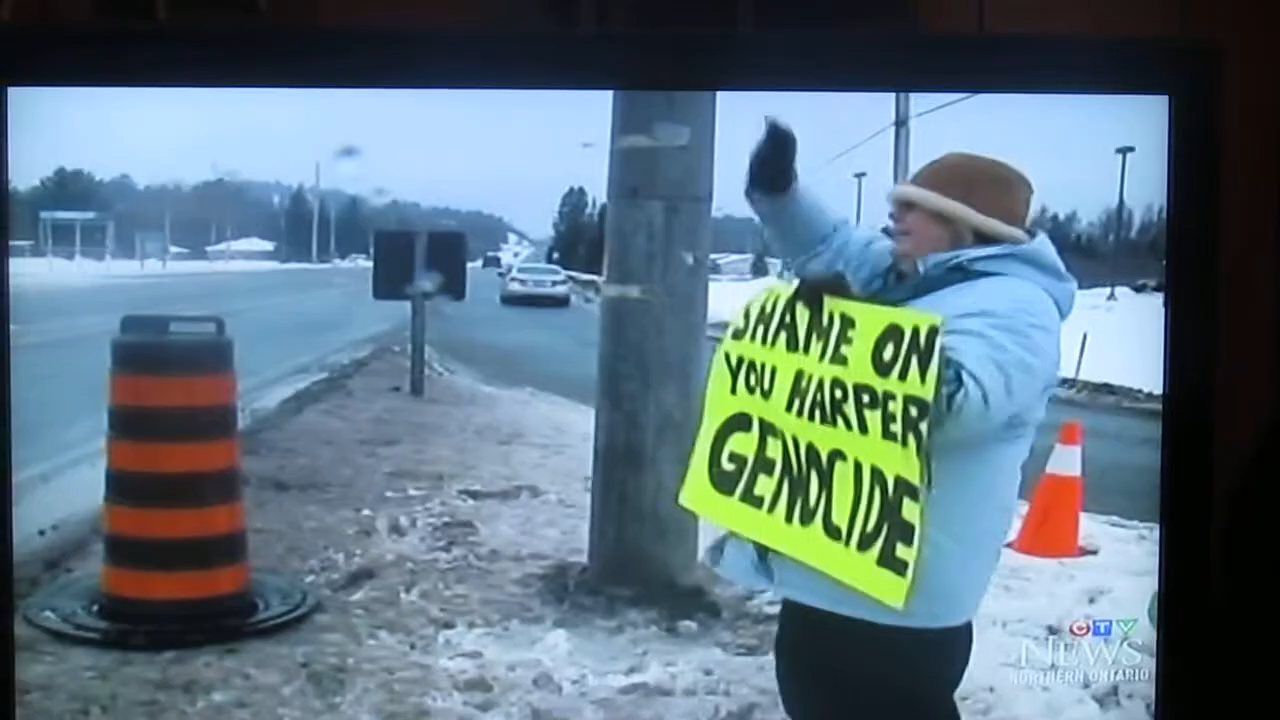 SHAME ON
YOU HARPER
GENOCIDE
CTV
NEWS
NORTHERN ONTARIO